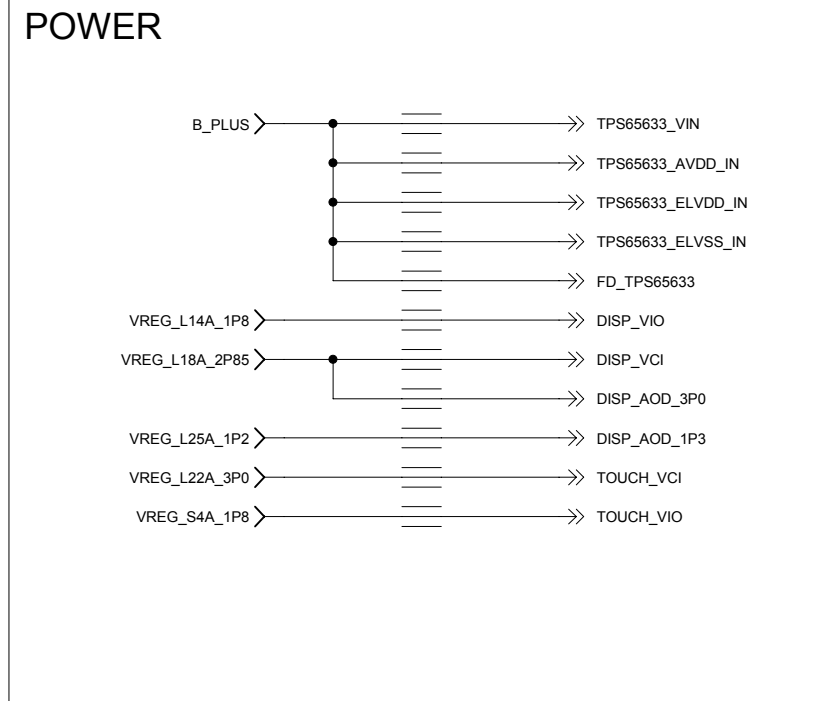 POWER
B_PLUS TPS65633_VIN
TPS65633_AVDD_IN
TPS65633_ELVDD_IN
TPS65633_ELVSS_IN
FD_TPS65633
VREG_L14A_1P8 DISP_VIO
VREG_L18A_2P85 DISP_VCI
DISP_AOD_3P0
VREG_L25A_1P2 DISP_AOD_1P3
VREG_L22A_3P0 TOUCH_VCI
VREG_S4A_1P8 TOUCH_VIO